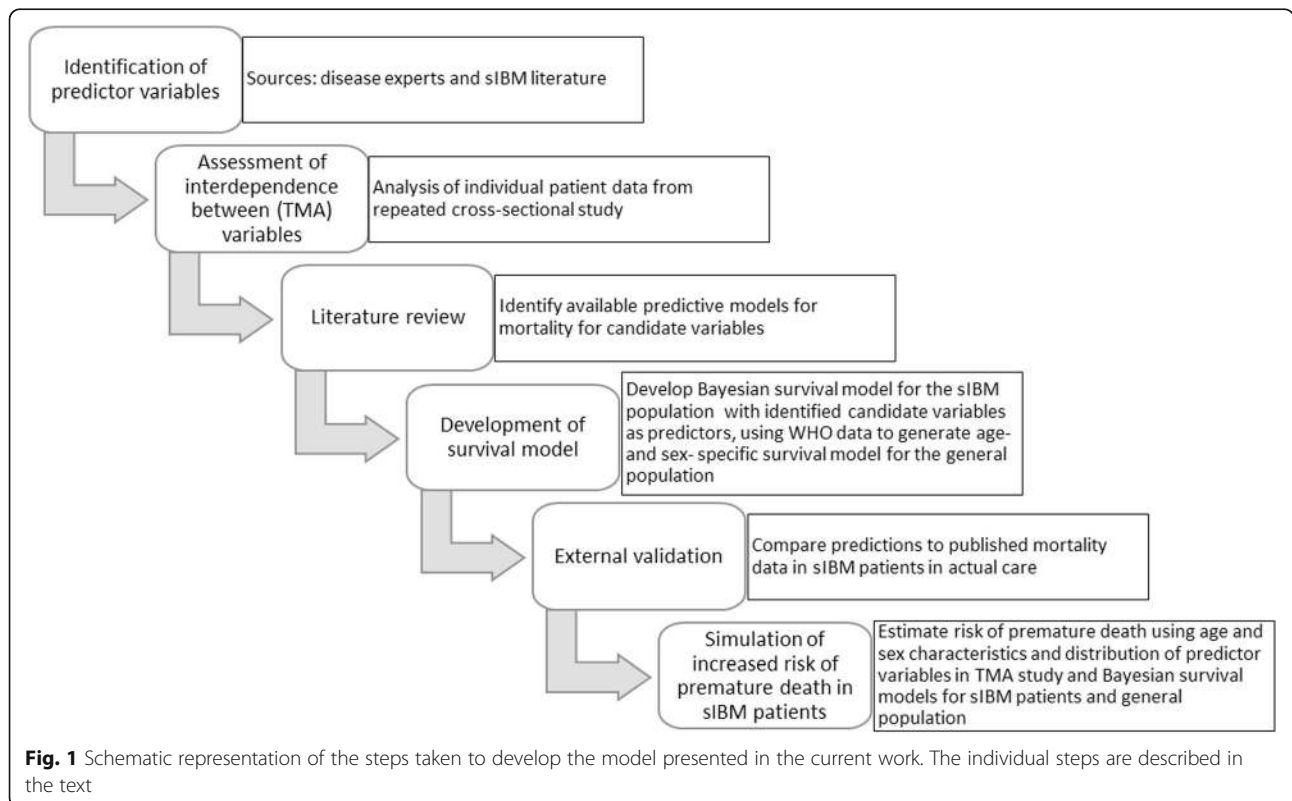 Identification of
predictor variables
Sources: disease experts and sIBM literature
Assessment of
interdependence
between (TMA)
variables
Analysis of individual patient data from
repeated cross-sectional study
Literature review
Identify available predictive models for
mortality for candidate variables
Development of
survival model
Develop Bayesian survival model for the sIBM
population with identified candidate variables
as predictors, using WHO data to generate age-
and sex- specific survival model for the general
population
External validation
Compare predictions to published mortality
data in sIBM patients in actual care
Simulation of
increased risk of
premature death in
sIBM patients
Estimate risk of premature death using age and
sex characteristics and distribution of predictor
variables in TMA study and Bayesian survival
models for sIBM patients and general
population
Fig. 1 Schematic representation of the steps taken to develop the model presented in the current work. The individual steps are described in
the text